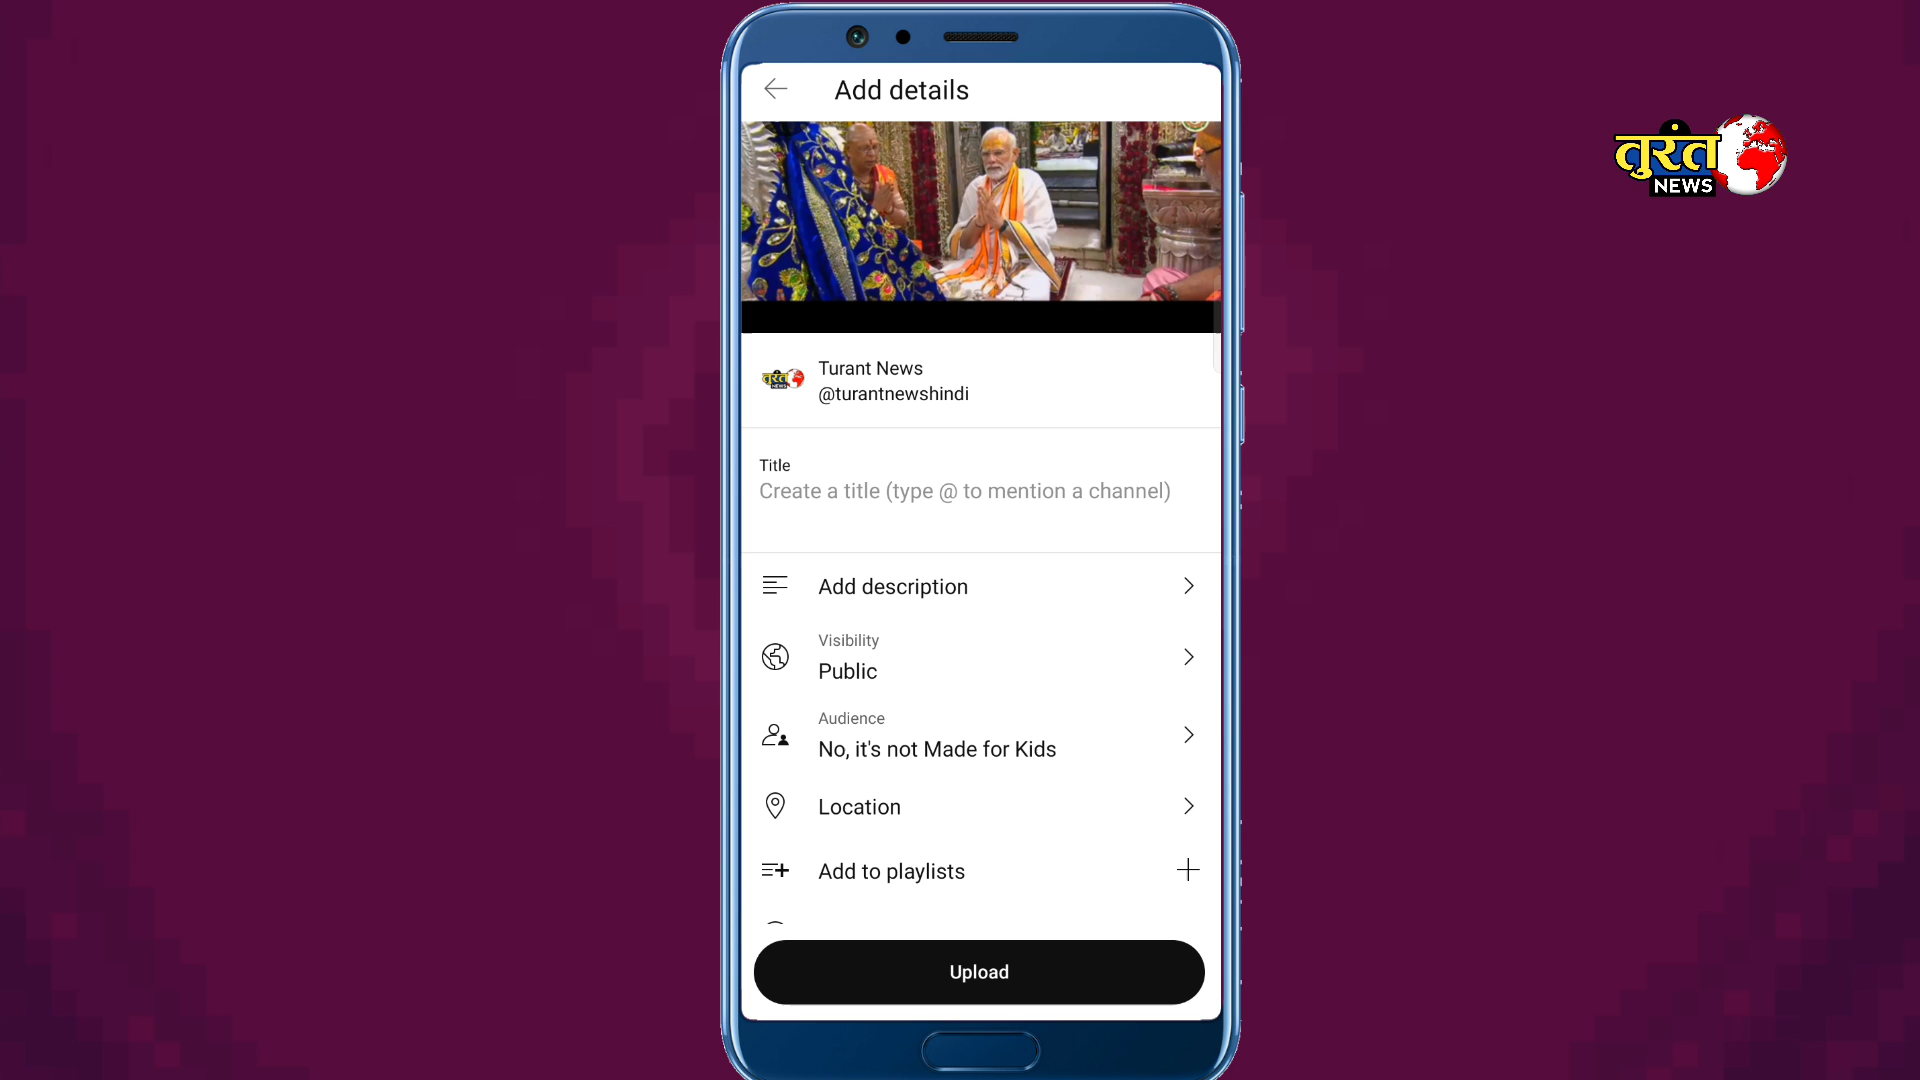 Add details
तुरंत
NEWS
तुरंत
NEWS
Turant News
@turantnewshindi
Title
Create a title (type @ to mention a channel)
Add description
Visibility
Public
Audience
No, it's not Made for Kids
Location
Add to playlists
Upload